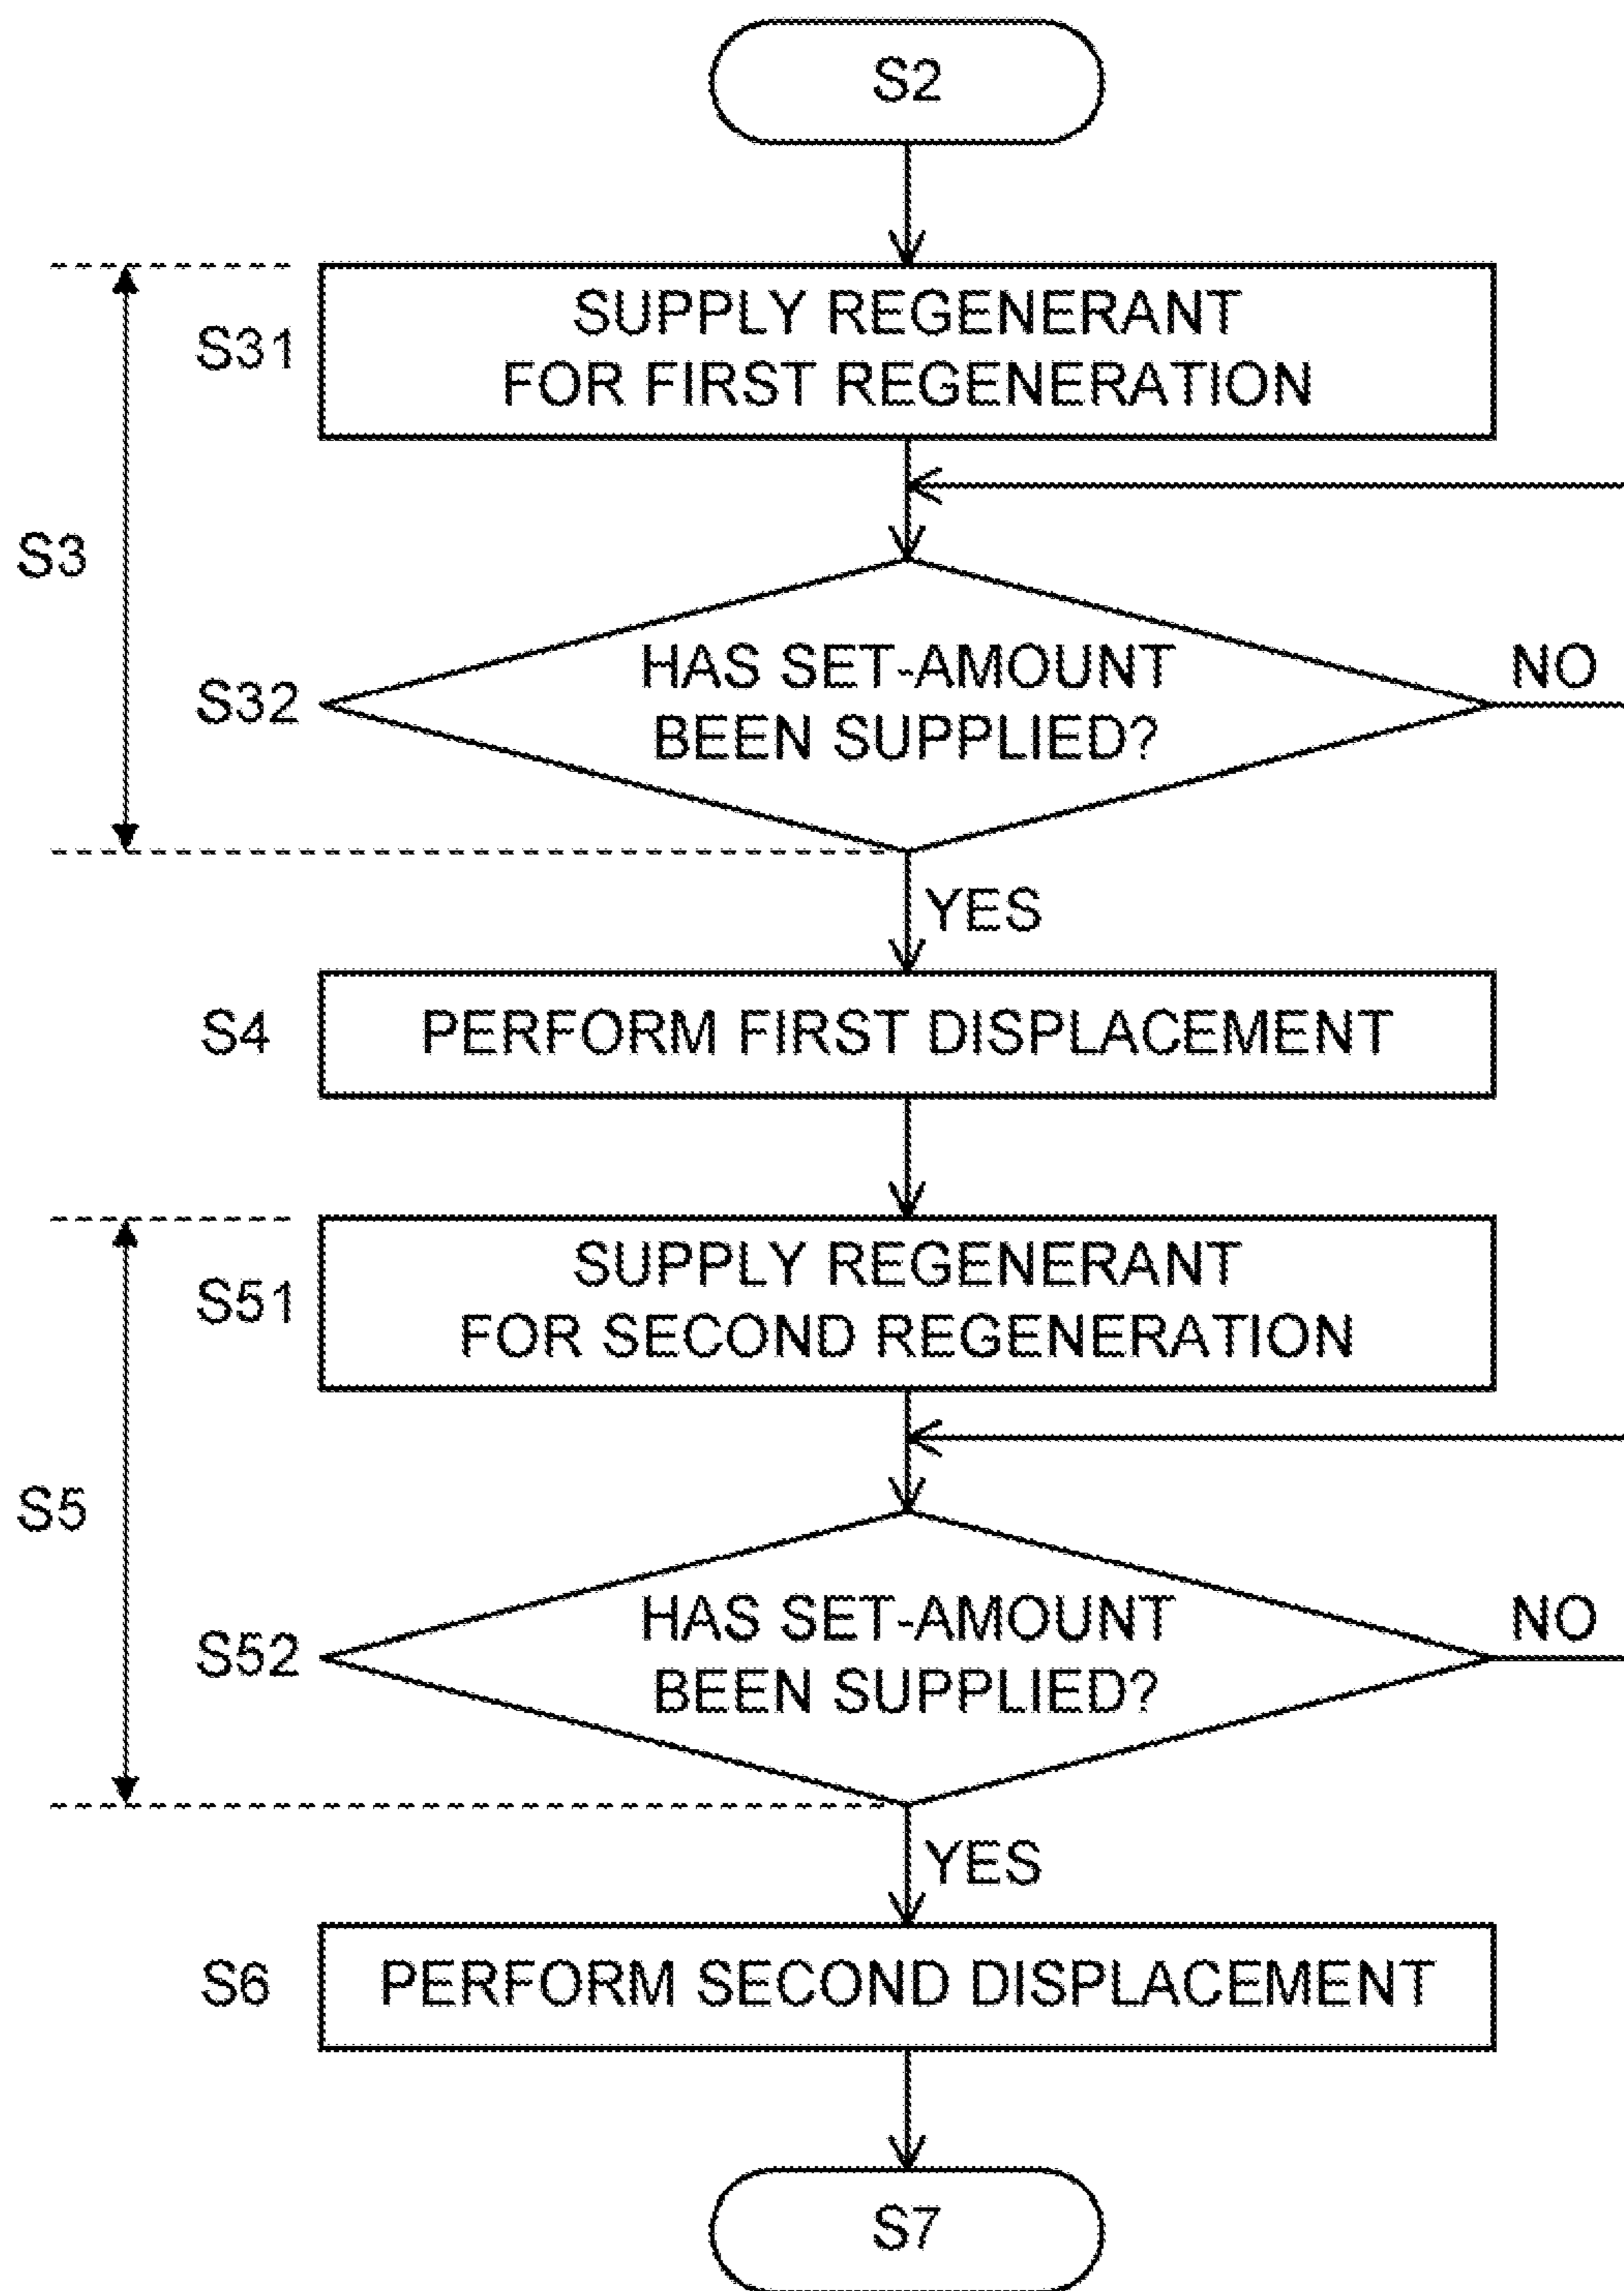 S2
S31
SUPPLY REGENERANT
FOR FIRST REGENERATION
S3
S32
HAS SET-AMOUNT
BEEN SUPPLIED?
NO
YES
S4
PERFORM FIRST DISPLACEMENT
S51
SUPPLY REGENERANT
FOR SECOND REGENERATION
S5
S52
HAS SET-AMOUNT
BEEN SUPPLIED?
NO
YES
S6
PERFORM SECOND DISPLACEMENT
S7